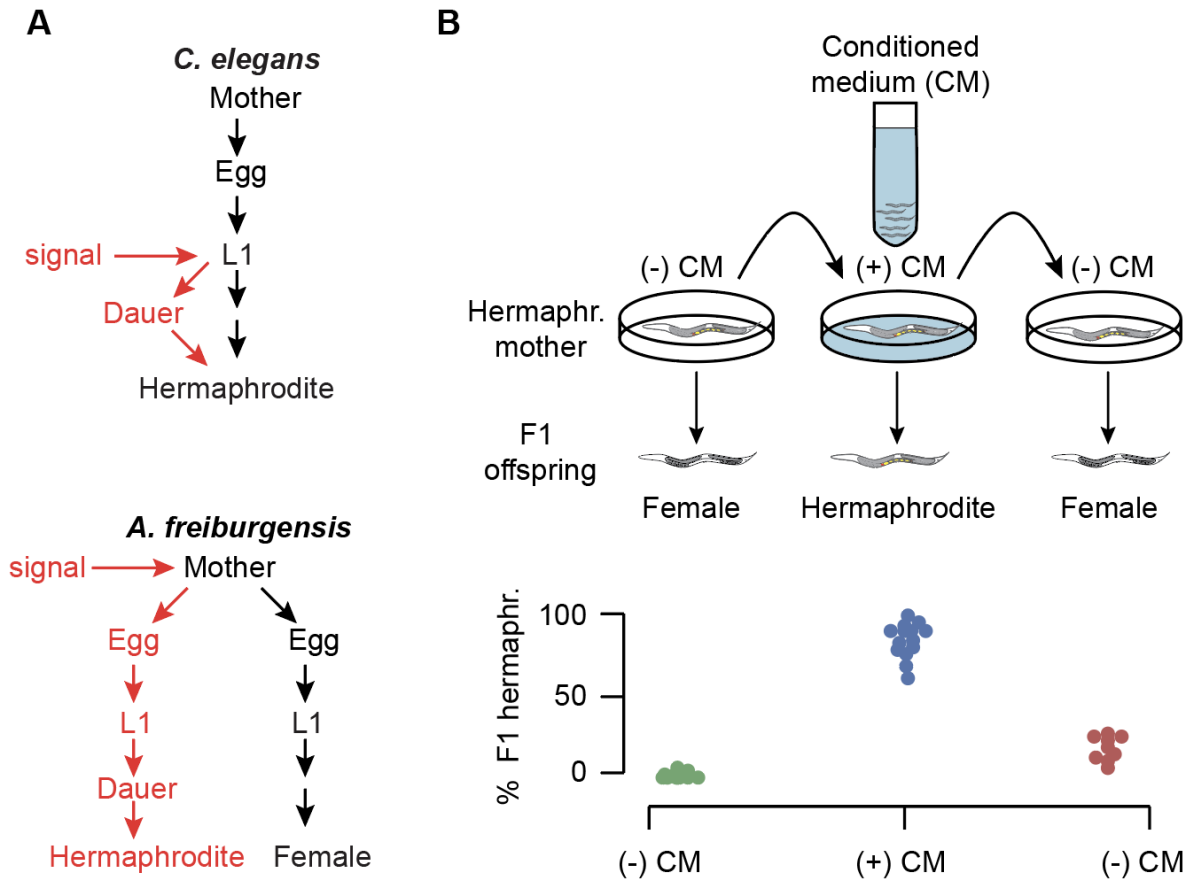 A
C. elegans
Mother
Egg
signal
L1
Dauer
Hermaphrodite
A. freiburgensis
signal
Mother
Egg
Egg
L1
L1
Dauer
Hermaphrodite
Female
B
Conditioned
medium (CM)
(-) CM
(+) CM
(-) CM
Hermaphr.
mother
F1
offspring
Female
Hermaphrodite
Female
% F1 hermaphr.
100
50
0
(-) CM
(+) CM
(-) CM